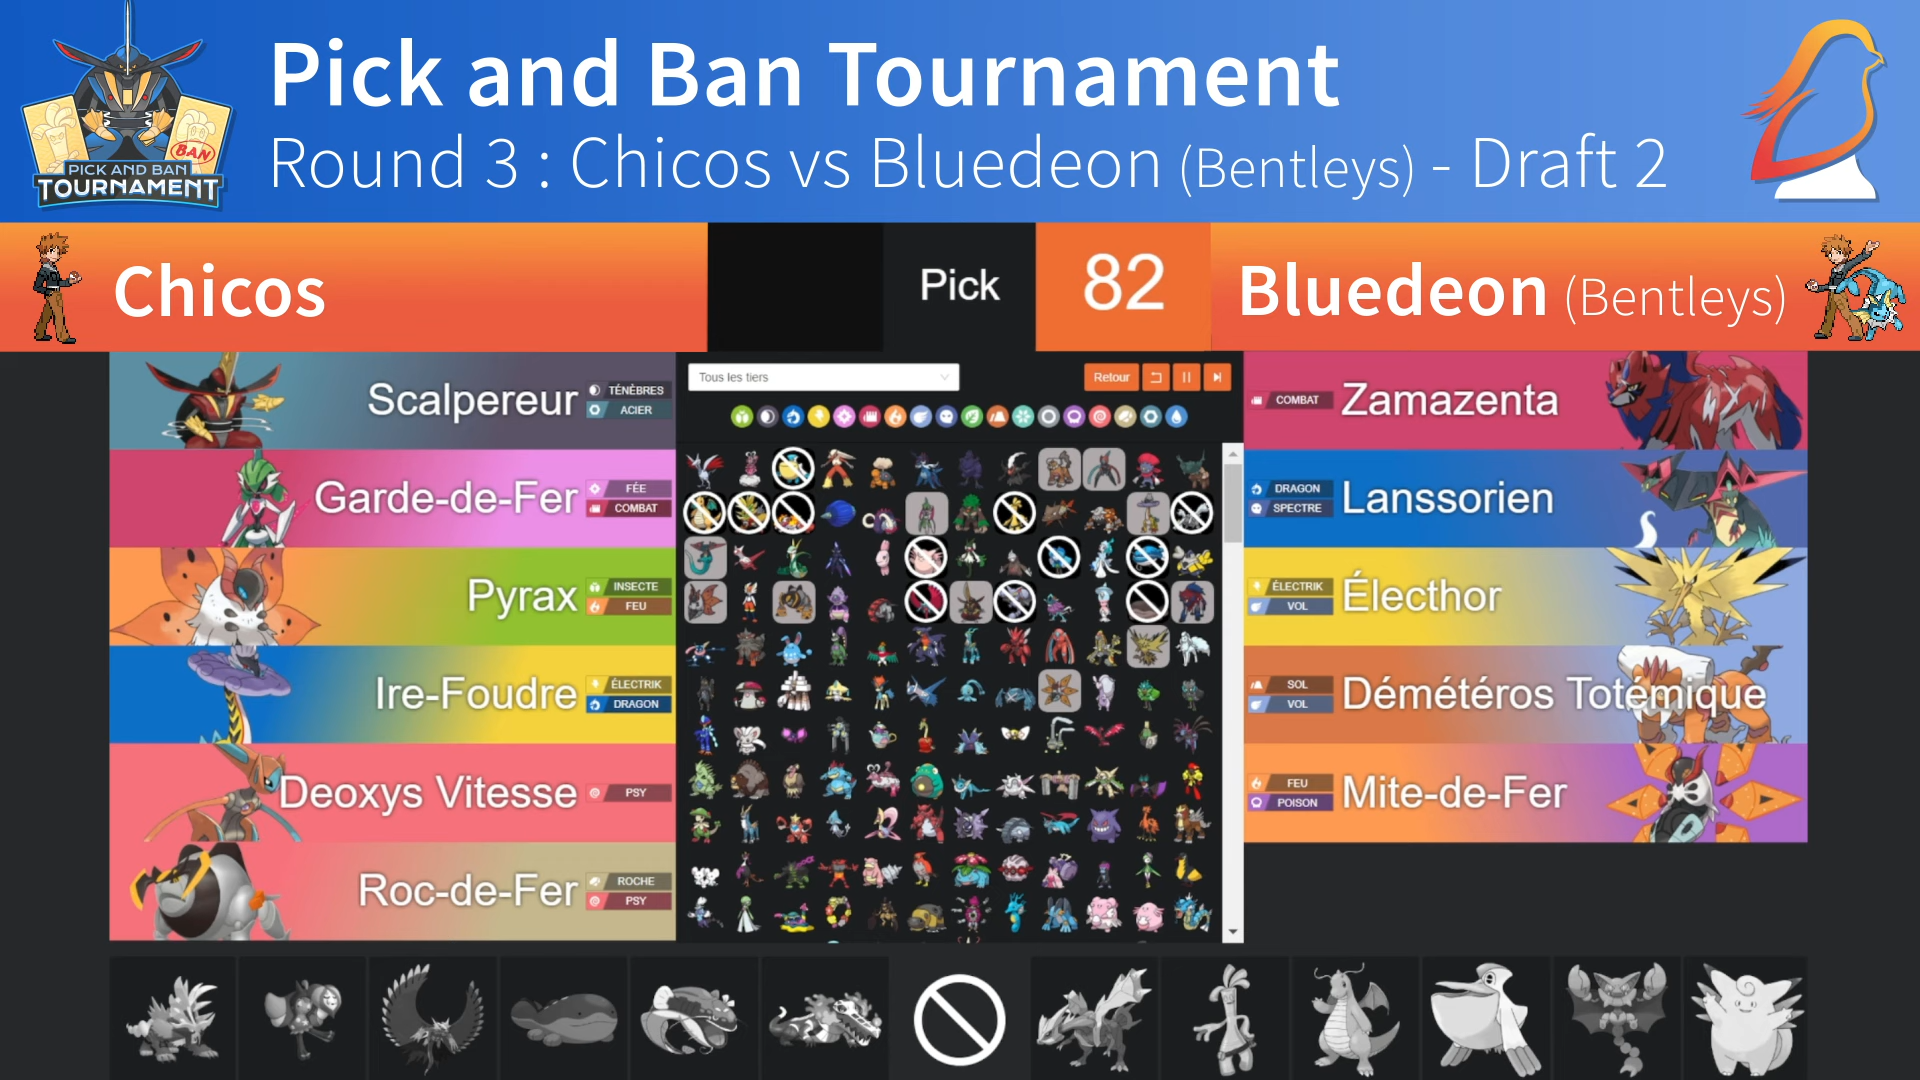 Pick and Ban Tournament
Round 3 : Chicos vs Bluedeon (Bentleys) - Draft 2
BAN
PICK AND BAN
TOURNAMENT
Chicos
Pick
82
Bluedeon (Bentleys)
Scalpereur
TÉNÈBRES
ACIER
Garde-de-Fer
FÉE
COMBAT
Pyrax
INSECTE
FEU
Ire-Foudre
ÉLECTRIK
DRAGON
Deoxys Vitesse
PSY
Roc-de-Fer
ROCHE
PSY
Tous les tiers
Retour
COMBAT
Zamazenta
DRAGON
SPECTRE
Lanssorien
ÉLECTRIK
VOL
Électhor
SOL
VOL
Démétéros Totémique
FEU
POISON
Mite-de-Fer